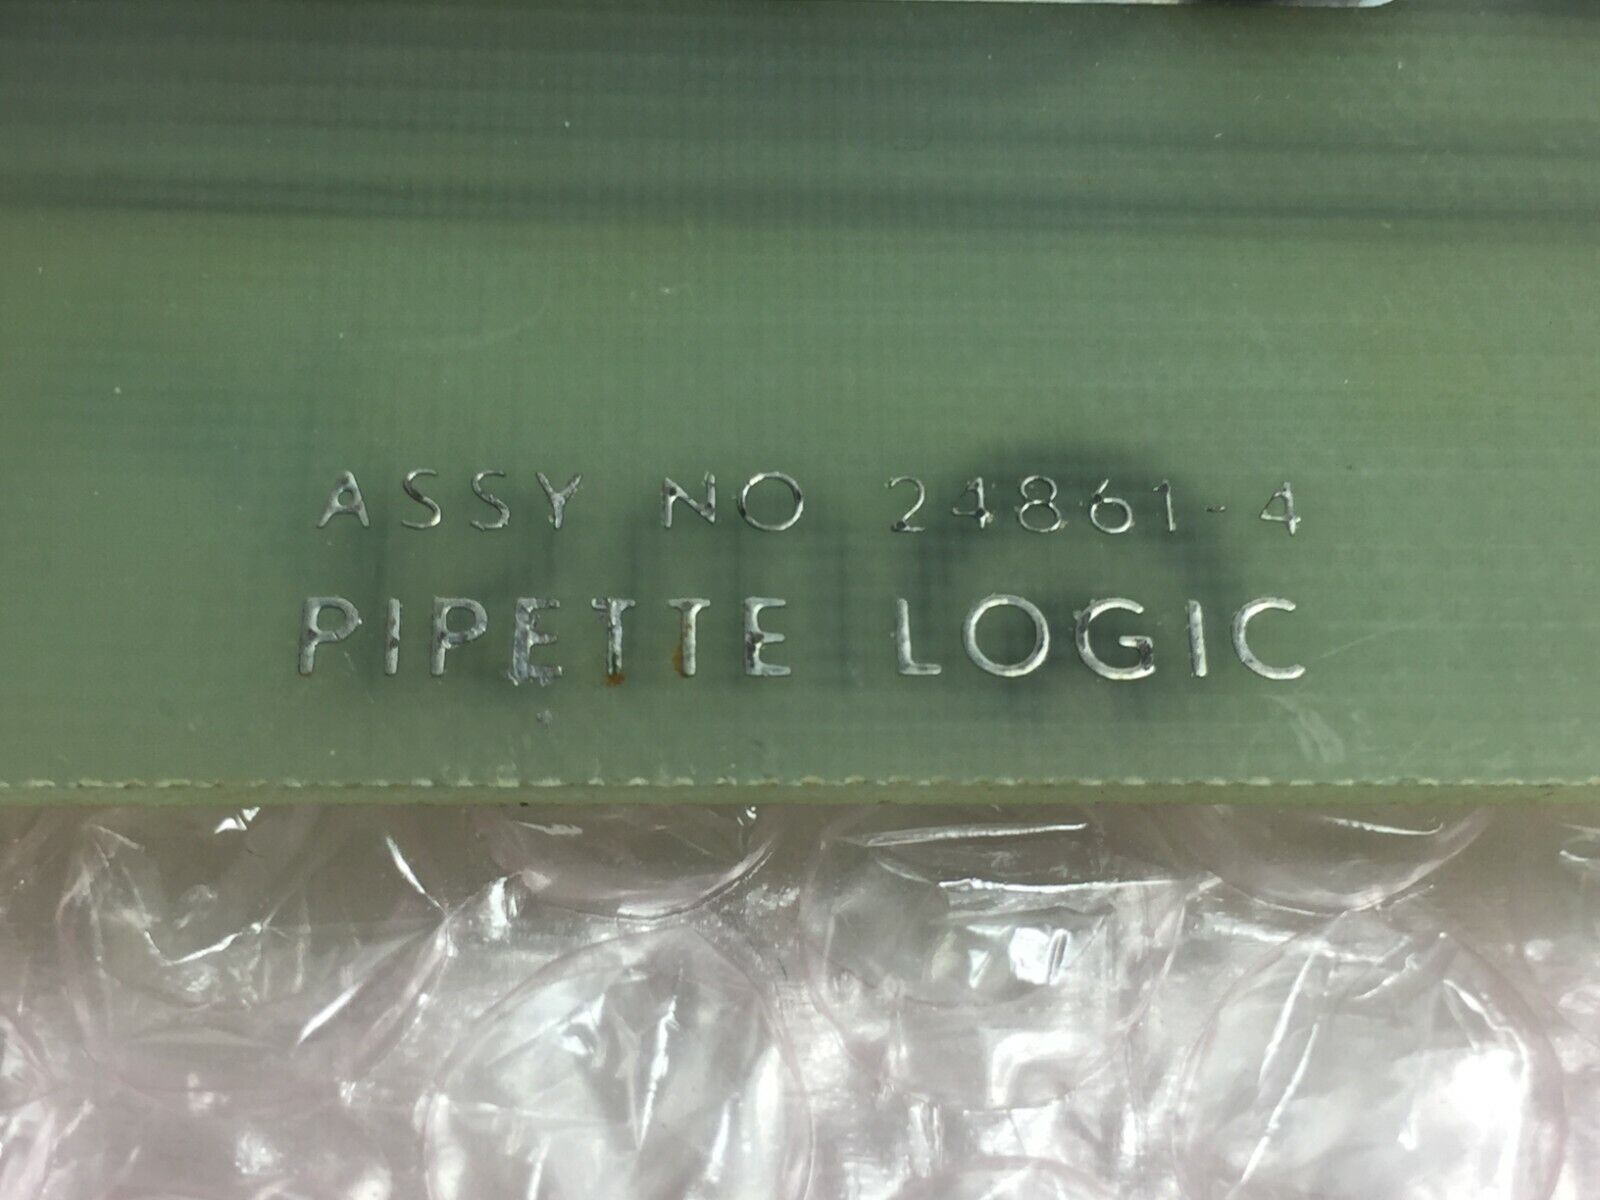 ASSY NO 24861-4
PIPETTE LOGIC